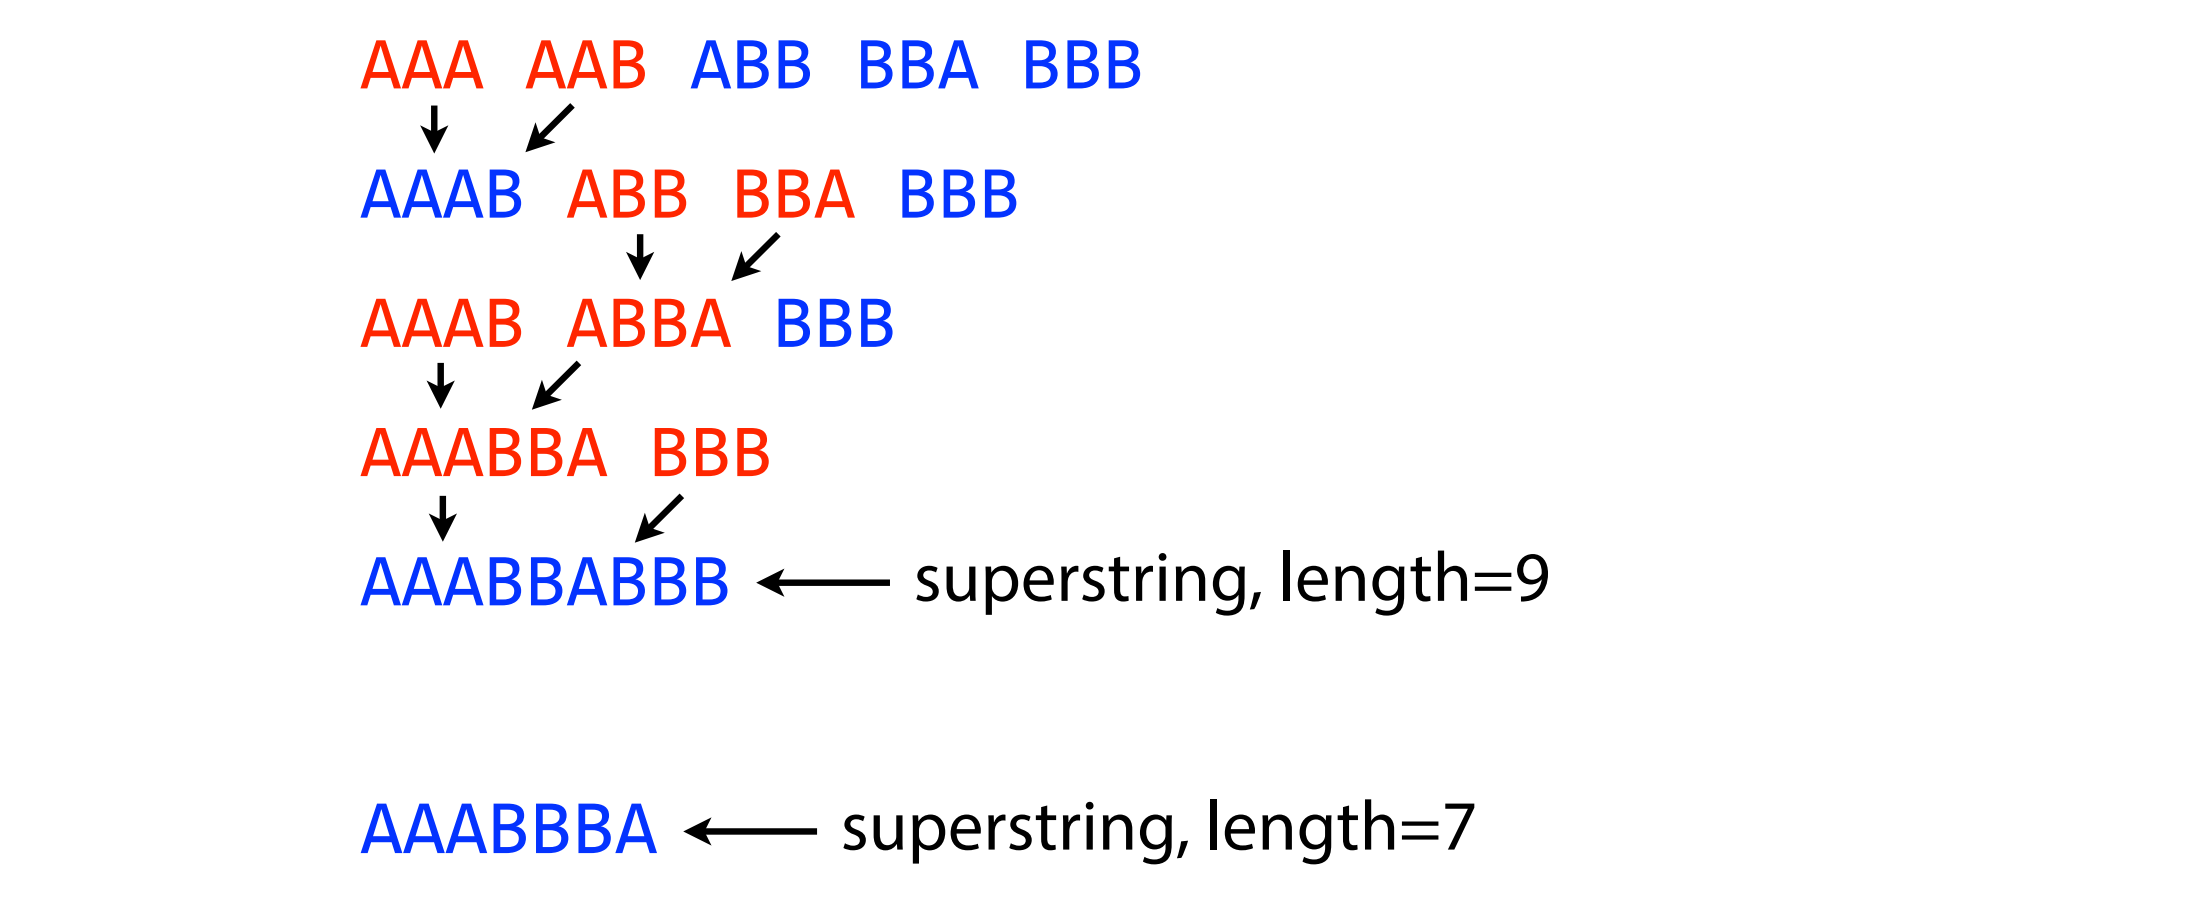 AAA AAB ABB BBA BBB
AAAB ABB BBA BBB
AAAB ABBA BBB
AAABBA BBB
AAABBABBB superstring, length=9
AAABBBA superstring, length=7